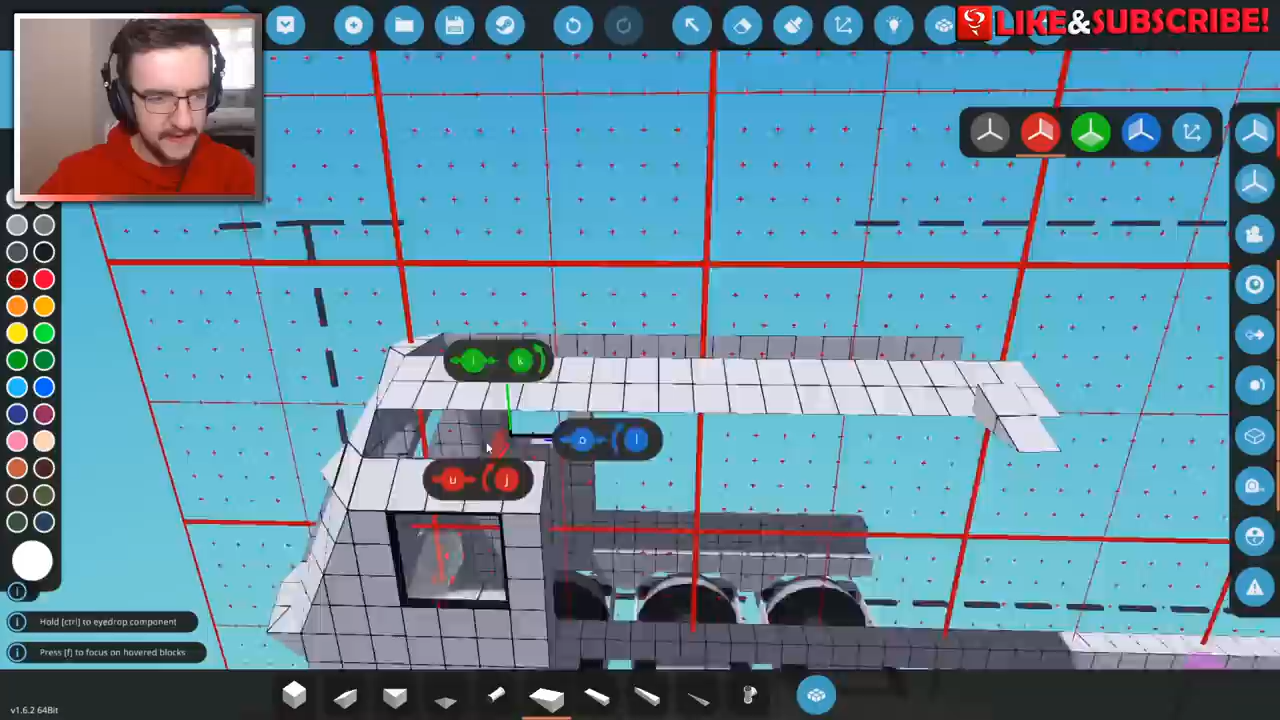 LIKE&SUBSCRIBE!
i k
o l
u j
Hold [ctrl] to eyedrop component
Press [f] to focus on hovered blocks
v1.6.2 64Bit